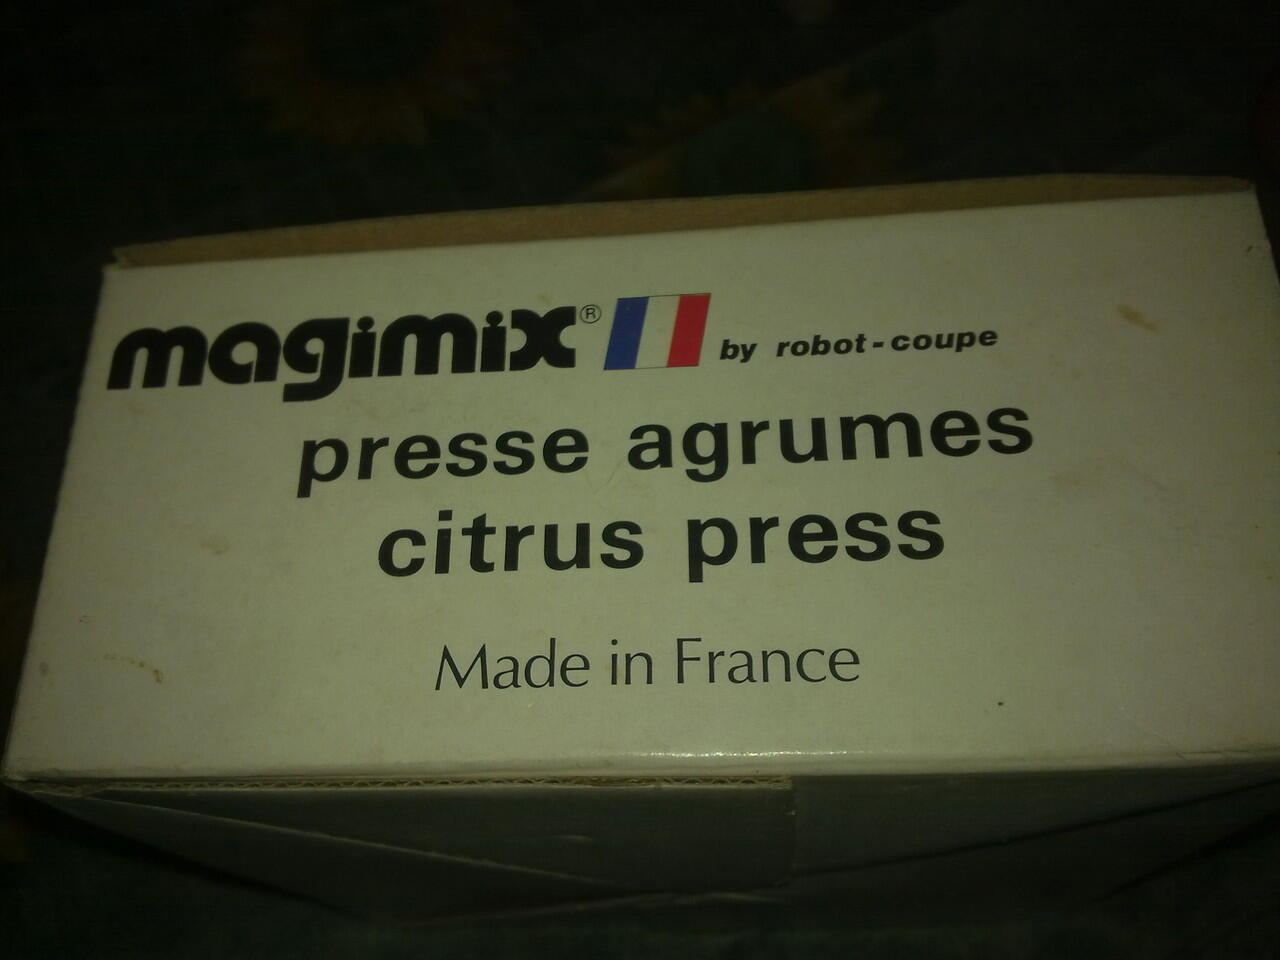 magimix® by robot-coupe
presse agrumes
citrus press
Made in France